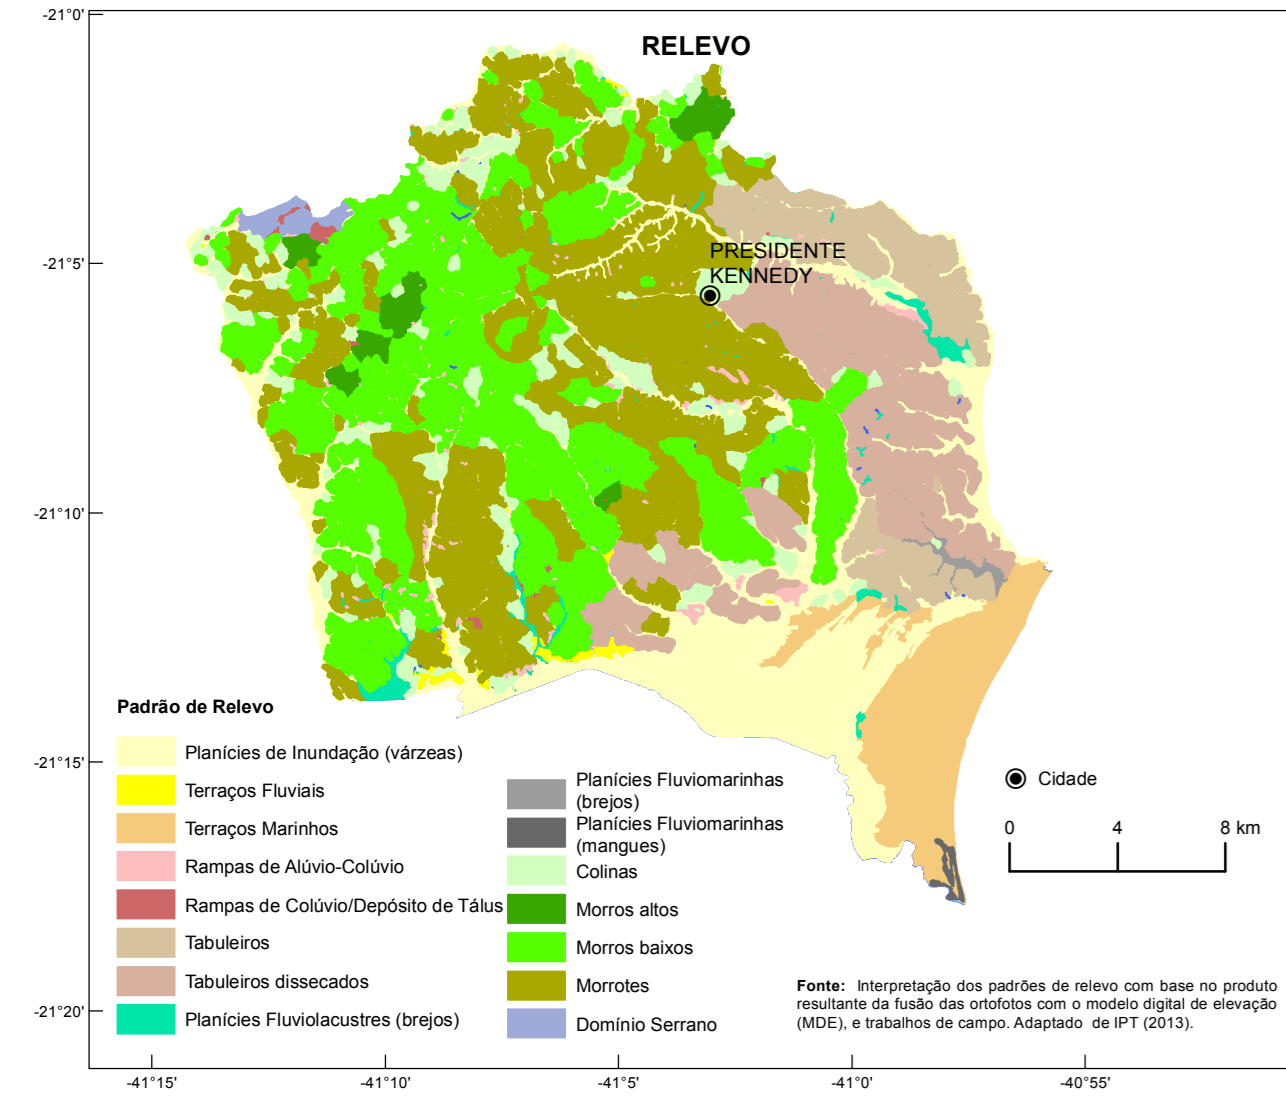 RELEVO
-21°0'
-21°5'
-21°10'
-21°15'
-21°20'
PRESIDENTE
KENNEDY
Padrão de Relevo
Planícies de Inundação (várzeas)
Terraços Fluviais
Terraços Marinhos
Rampas de Alúvio-Colúvio
Rampas de Colúvio/Depósito de Tálus
Tabuleiros
Tabuleiros dissecados
Planícies Fluviolacustres (brejos)
Planícies Fluviomarinhas
(brejos)
Planícies Fluviomarinhas
(mangues)
Colinas
Morros altos
Morros baixos
Morrotes
Domínio Serrano
Cidade
0 4 8 km
Fonte: Interpretação dos padrões de relevo com base no produto
resultante da fusão das ortofotos com o modelo digital de elevação
(MDE), e trabalhos de campo. Adaptado de IPT (2013).
-41°15' -41°10' -41°5' -41°0' -40°55'